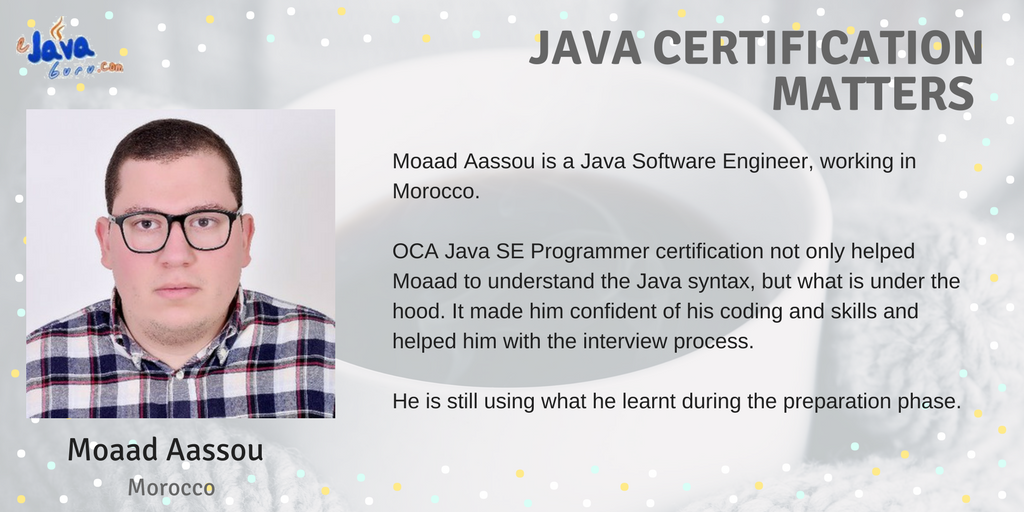 eJava
Guru.com
JAVA CERTIFICATION
MATTERS
Moaad Aassou is a Java Software Engineer, working in
Morocco.
OCA Java SE Programmer certification not only helped
Moaad to understand the Java syntax, but what is under the
hood. It made him confident of his coding and skills and
helped him with the interview process.
He is still using what he learnt during the preparation phase.
Moaad Aassou
Morocco